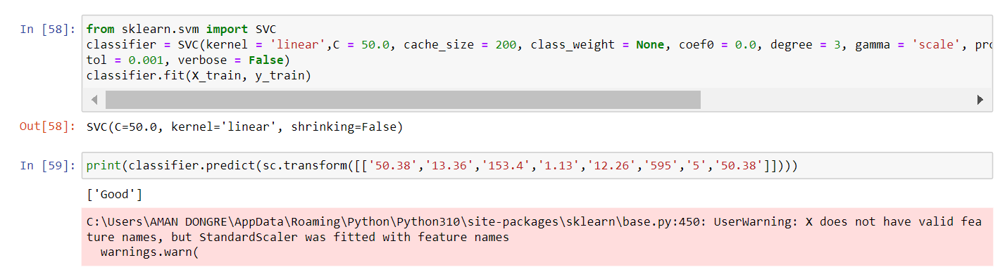 In [58]: from sklearn.svm import SVC
classifier = SVC(kernel = 'linear',C = 50.0, cache_size = 200, class_weight = None, coef0 = 0.0, degree = 3, gamma = 'scale', pro
tol = 0.001, verbose = False)
classifier.fit(X_train, y_train)
Out[58]: SVC(C=50.0, kernel='linear', shrinking=False)
In [59]: print(classifier.predict(sc.transform([['50.38','13.36','153.4','1.13','12.26','595','5','50.38']])))
['Good']
C:\Users\AMAN DONGRE\AppData\Roaming\Python\Python310\site-packages\sklearn\base.py:450: UserWarning: X does not have valid fea
ture names, but StandardScaler was fitted with feature names
warnings.warn(